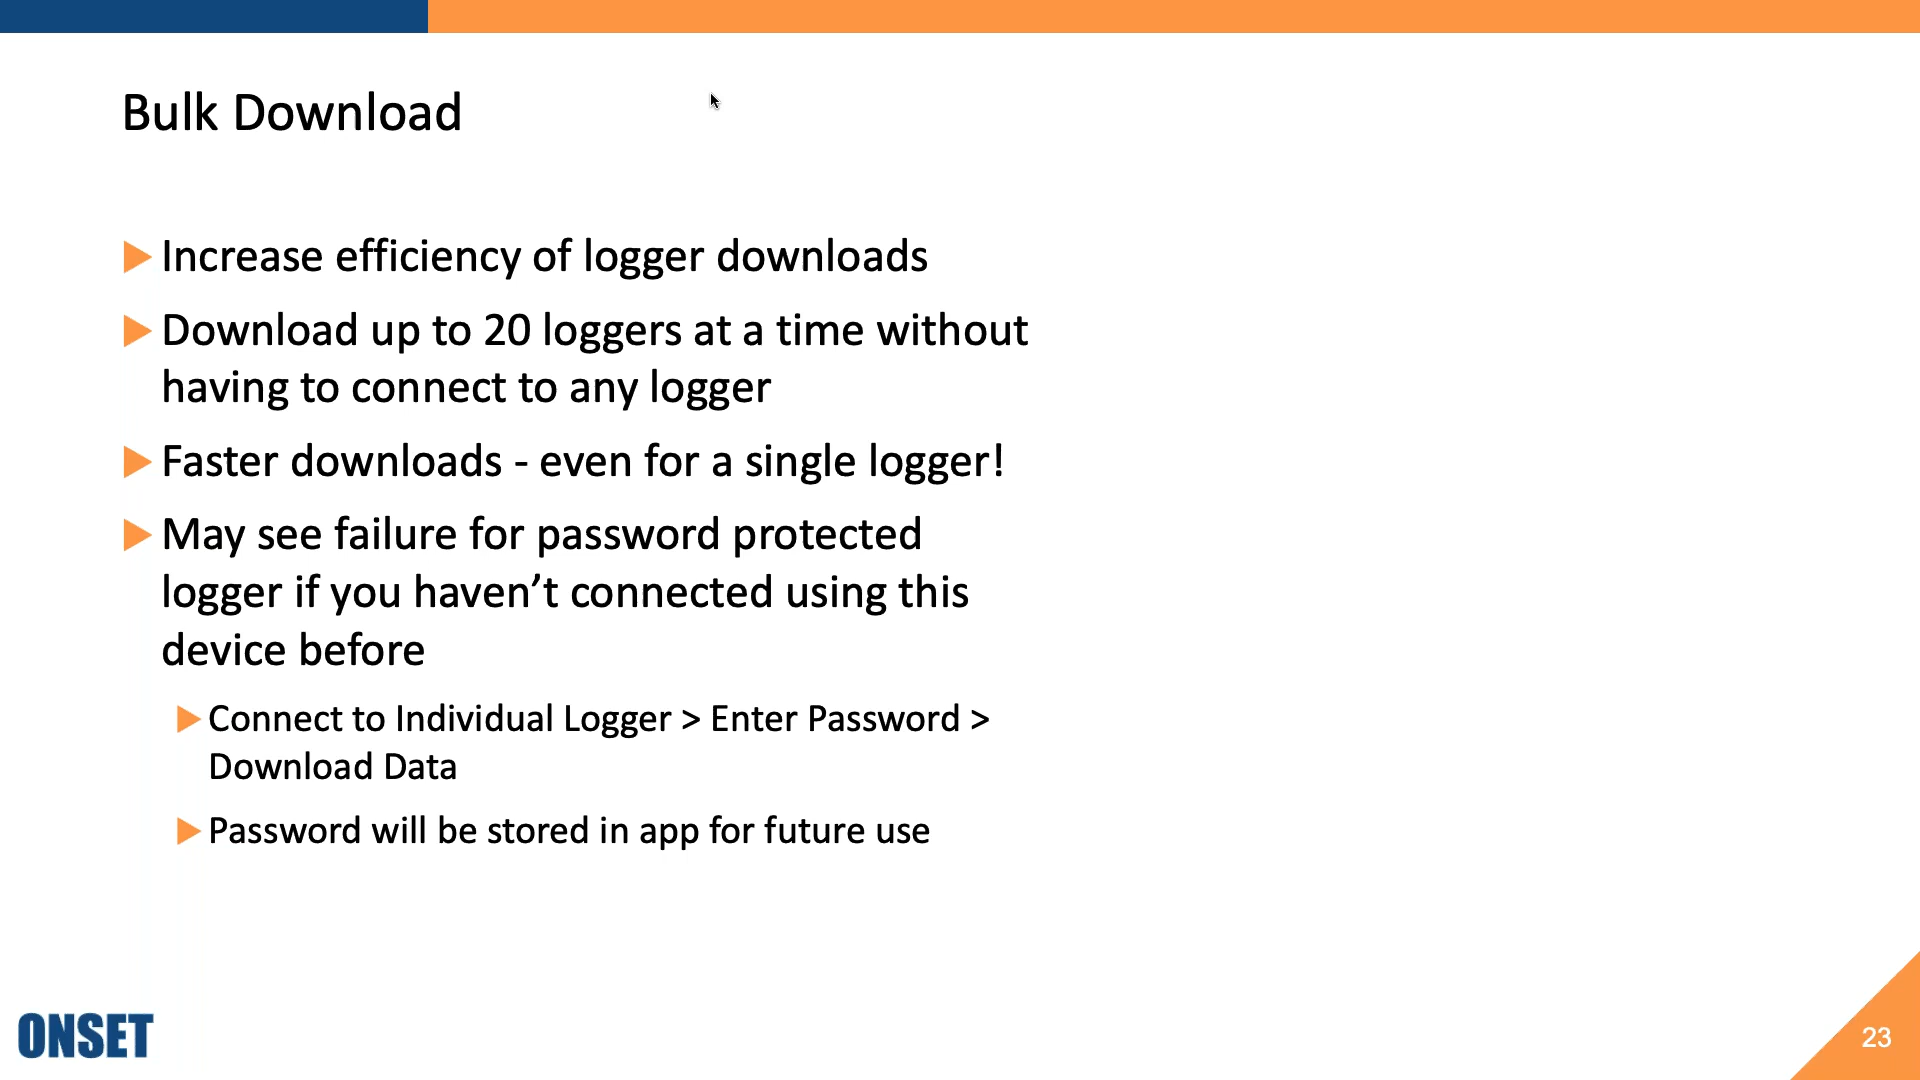 Bulk Download
Increase efficiency of logger downloads
Download up to 20 loggers at a time without
having to connect to any logger
Faster downloads - even for a single logger!
May see failure for password protected
logger if you haven’t connected using this
device before
Connect to Individual Logger > Enter Password >
Download Data
Password will be stored in app for future use
ONSET
23